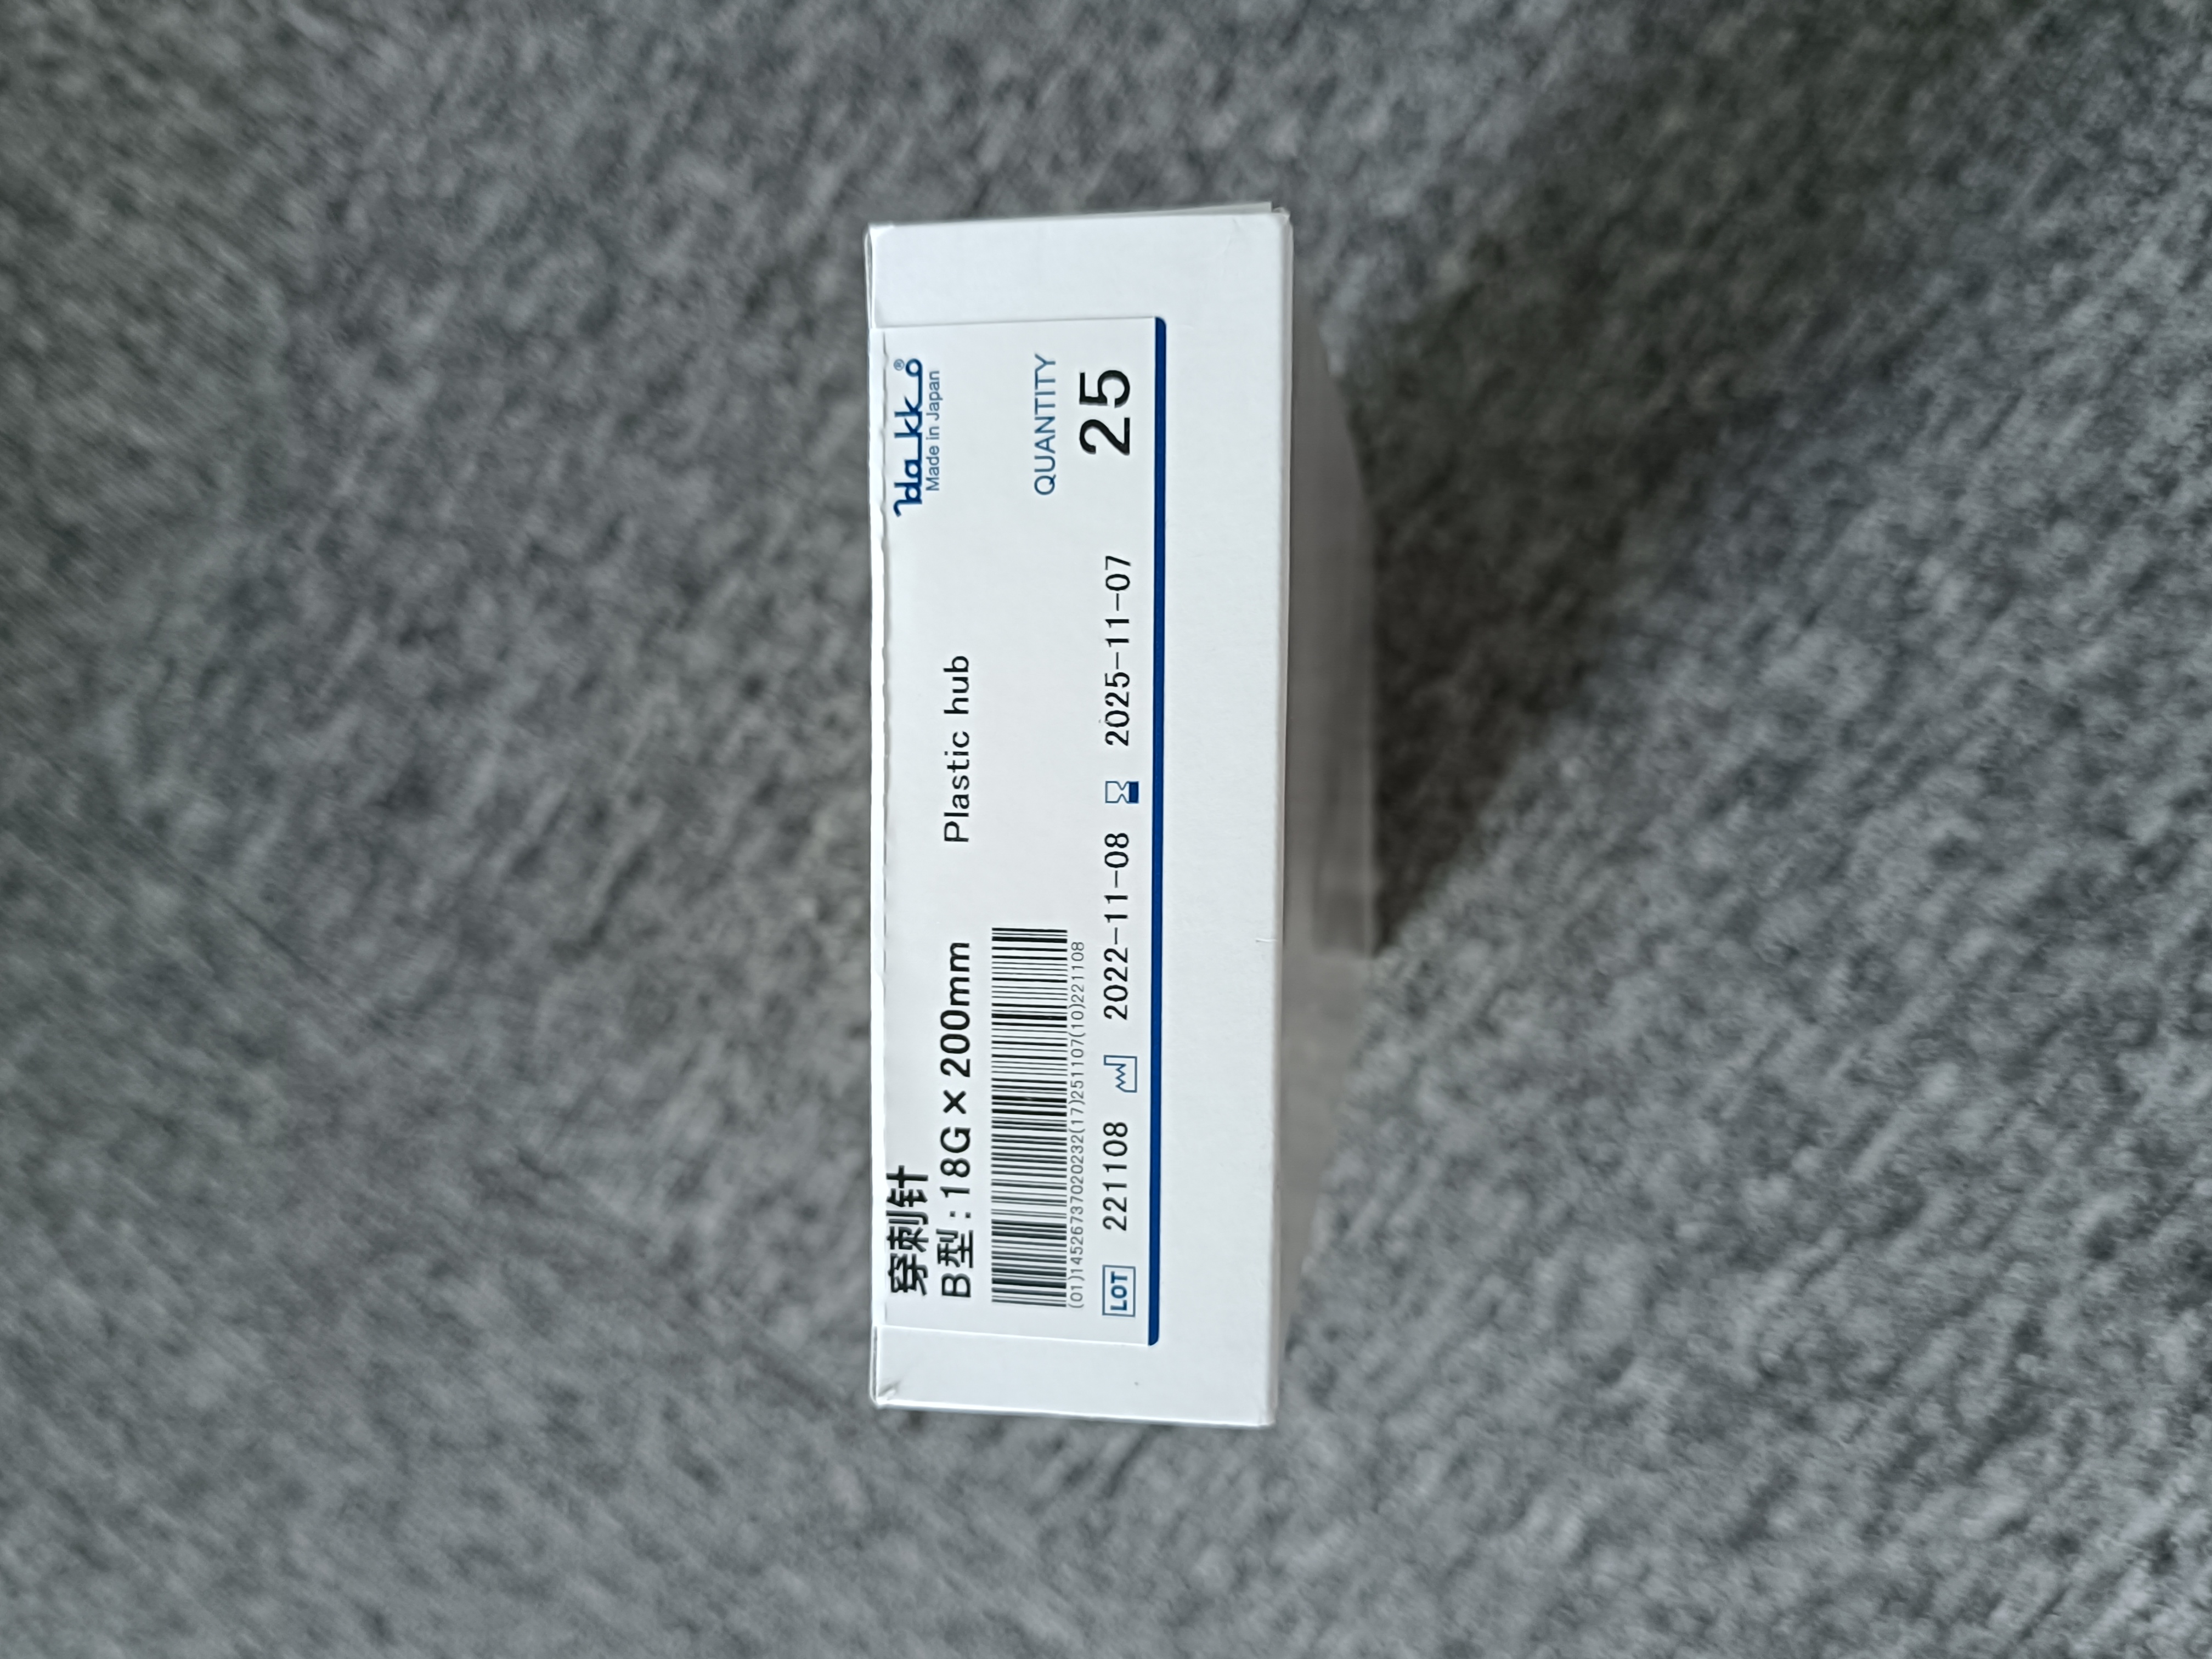 穿刺针
Hakko®
Made in Japan
B型：18G×200mm Plastic hub
QUANTITY
25
(01)14526737020232(17)251107(10)221108
LOT 221108 2022-11-08 2025-11-07